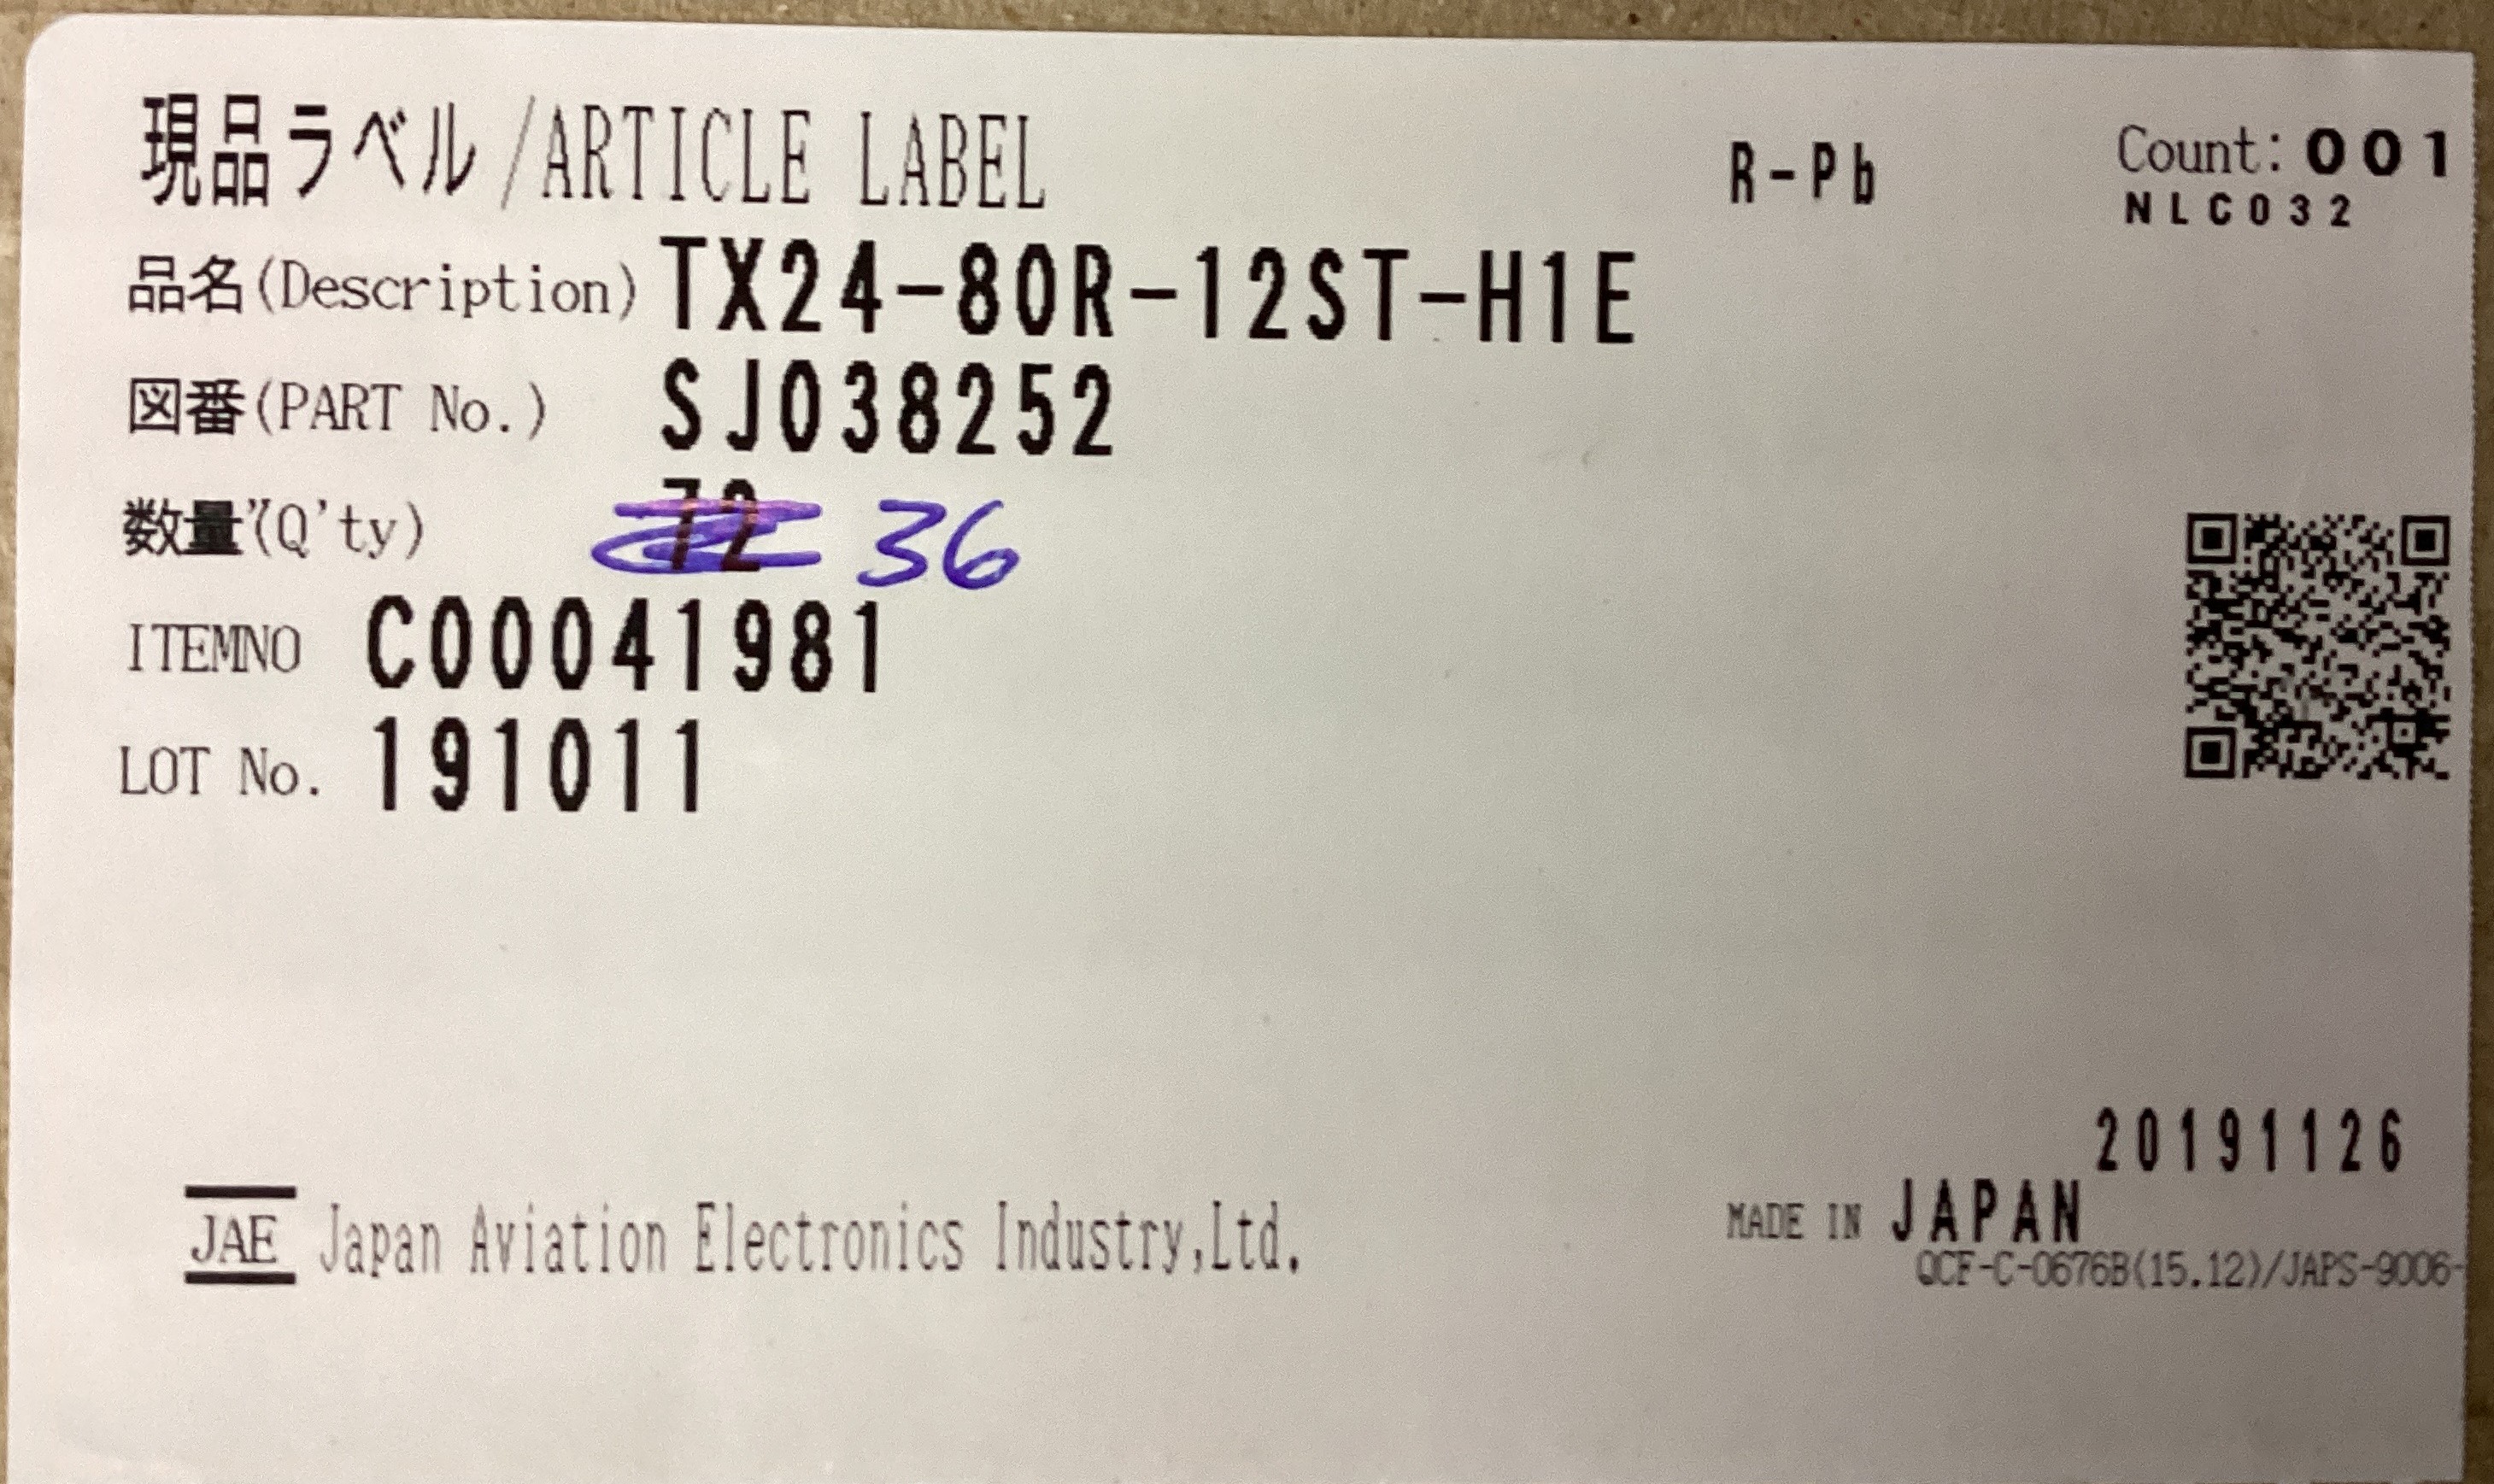 現品ラベル/ARTICLE LABEL
R-Pb
Count: 001
NLC032
品名(Description) TX24-80R-12ST-H1E
図番(PART No.) SJ038252
数量(Q'ty) 72 36
ITEMNO C00041981
LOT No. 191011
20191126
JAE Japan Aviation Electronics Industry,Ltd.
MADE IN JAPAN
QCF-C-0676B(15.12)/JAPS-9006-